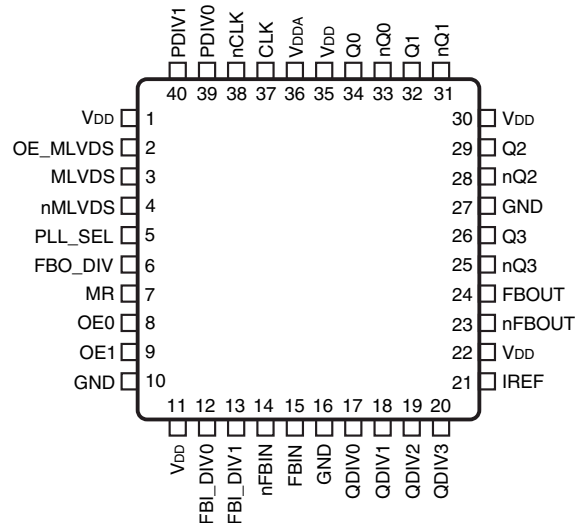 PDIV1
PDIV0
nCLK
CLK
VDDA
VDD
Q0
nQ0
Q1
nQ1
40 39 38 37 36 35 34 33 32 31
VDD 1
OE_MLVDS 2
MLVDS 3
nMLVDS 4
PLL_SEL 5
FBO_DIV 6
MR 7
OE0 8
OE1 9
GND 10
30 VDD
29 Q2
28 nQ2
27 GND
26 Q3
25 nQ3
24 FBOUT
23 nFBOUT
22 VDD
21 IREF
11 12 13 14 15 16 17 18 19 20
VDD
FBI_DIV0
FBI_DIV1
nFBIN
FBIN
GND
QDIV0
QDIV1
QDIV2
QDIV3